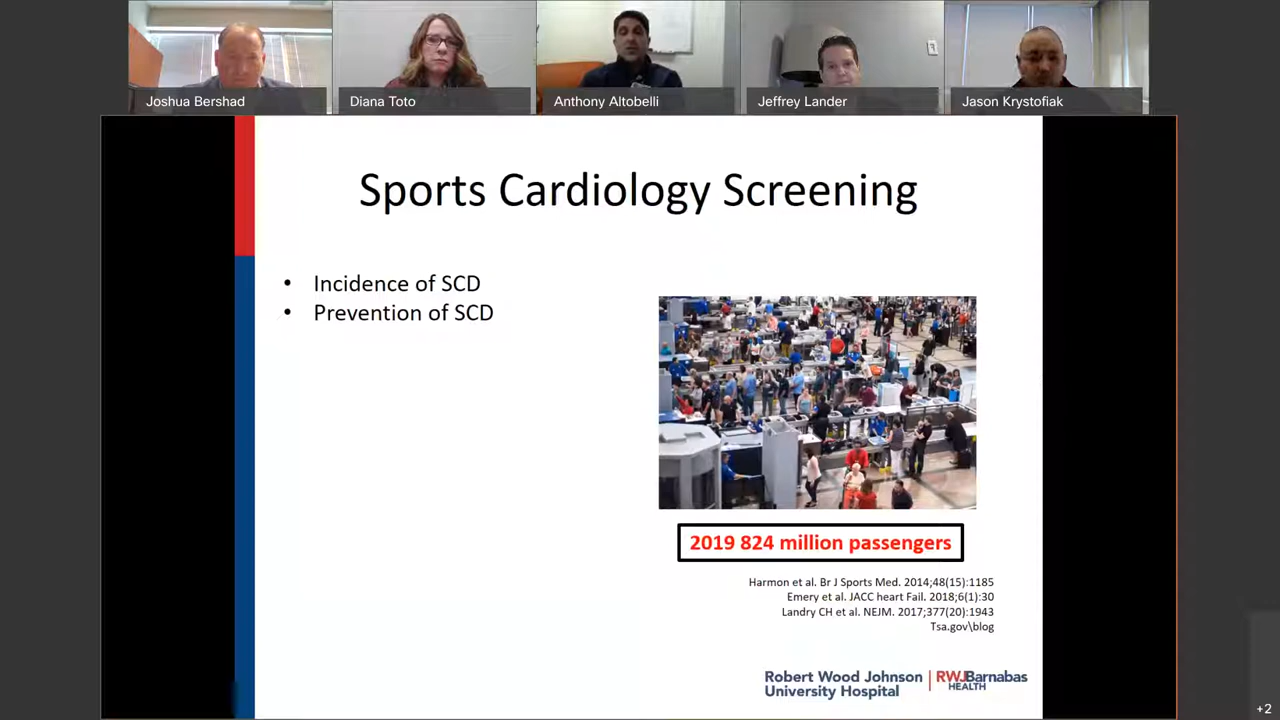 Joshua Bershad
Diana Toto
Anthony Altobelli
Jeffrey Lander
Jason Krystofiak
Sports Cardiology Screening
• Incidence of SCD
• Prevention of SCD
2019 824 million passengers
Harmon et al. Br J Sports Med. 2014;48(15):1185
Emery et al. JACC heart Fail. 2018;6(1):30
Landry CH et al. NEJM. 2017;377(20):1943
Tsa.gov\blog
Robert Wood Johnson
University Hospital
RWJBarnabas
HEALTH
+2